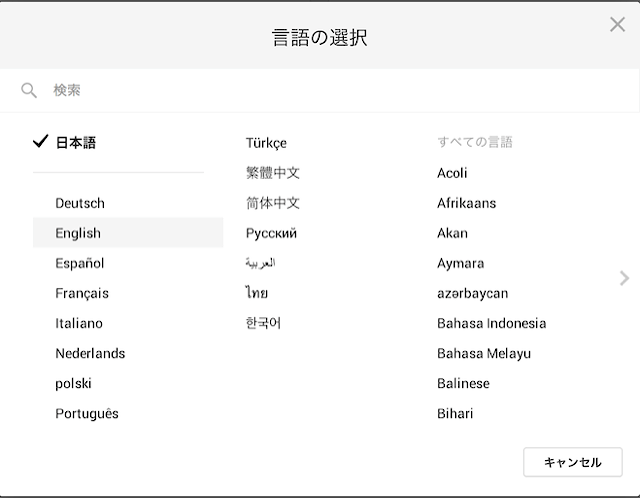 言語の選択
検索
日本語
Deutsch
English
Español
Français
Italiano
Nederlands
polski
Português
Türkçe
繁體中文
简体中文
Русский
العربية
ไทย
한국어
すべての言語
Acoli
Afrikaans
Akan
Aymara
azərbaycan
Bahasa Indonesia
Bahasa Melayu
Balinese
Bihari
キャンセル